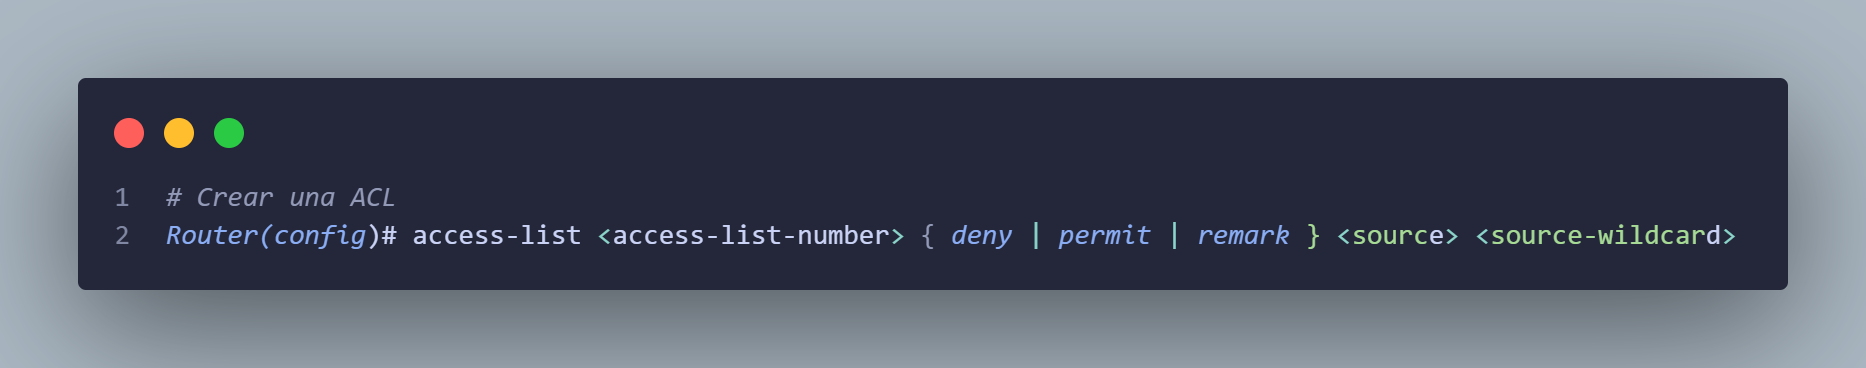 1 # Crear una ACL
2 Router(config)# access-list <access-list-number> { deny | permit | remark } <source> <source-wildcard>